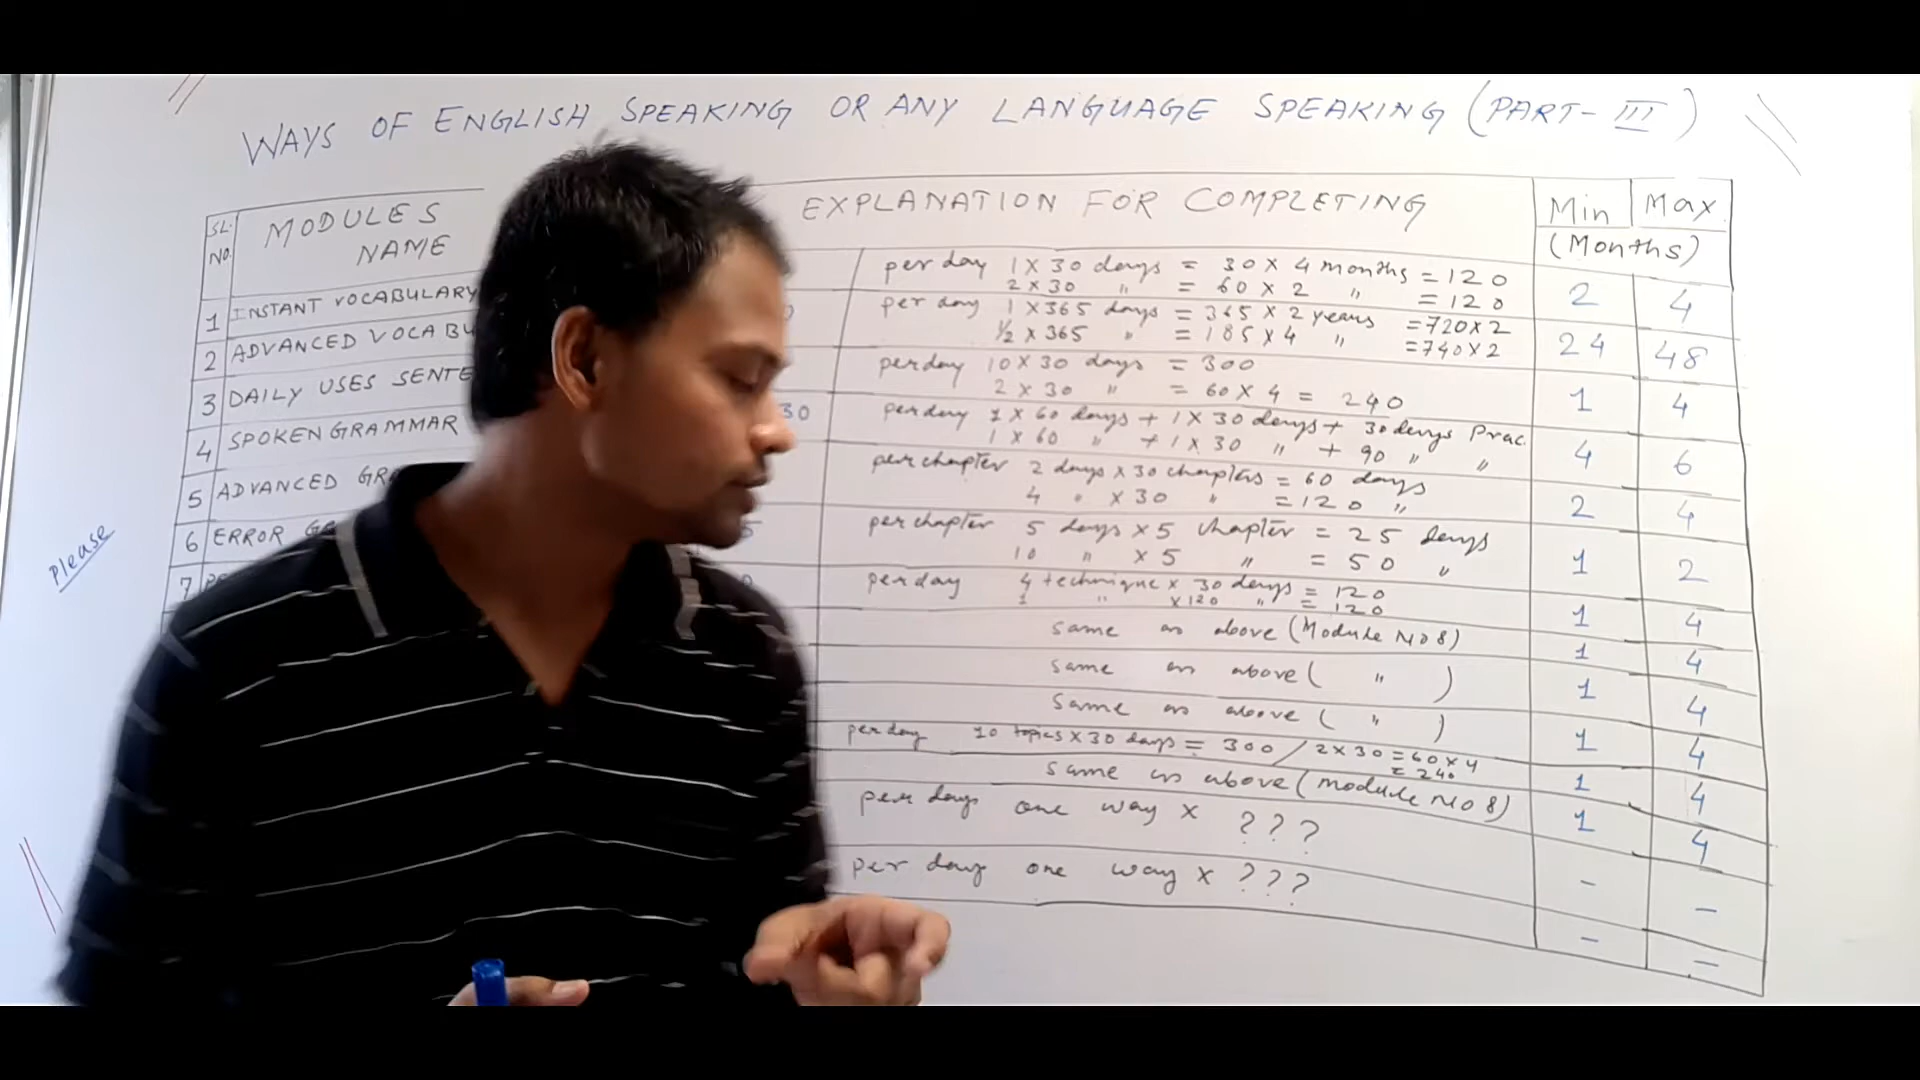 WAYS OF ENGLISH SPEAKING OR ANY LANGUAGE SPEAKING (PART-III)
SL. NO. MODULES NAME EXPLANATION FOR COMPLETING Min Max
(Months)
1 INSTANT VOCABULARY per day 1 X 30 days = 30 X 4 months = 120 2 4
2 X 30 " = 60 X 2 " = 120
2 ADVANCED VOCABU per day 1 X 365 days = 365 X 2 years = 720 X 2 24 48
1/2 X 365 " = 185 X 4 " = 740 X 2
3 DAILY USES SENTE per day 10 X 30 days = 300 1 4
2 X 30 " = 60 X 4 = 240
4 SPOKEN GRAMMAR 30 per day 1 X 60 days + 1 X 30 days + 30 days Prac. 4 6
1 X 60 " + 1 X 30 " + 90 " "
5 ADVANCED GRA per chapter 2 days X 30 chapters = 60 days 2 4
4 " X 30 " = 120 "
6 ERROR 5 per chapter 5 days X 5 chapter = 25 days 1 2
10 " X 5 " = 50 "
7 per day 4 technique X 30 days = 120 1 4
1 " X 120 " = 120
same as above (Module NO 8) 1 4
same as above ( " ) 1 4
same as above ( " ) 1 4
per day 10 topics X 30 days = 300 / 2 X 30 = 60 X 4 1 4
= 240
same as above (module NO 8) 1 4
per days one way X ??? - -
per day one way X ??? - -
Please